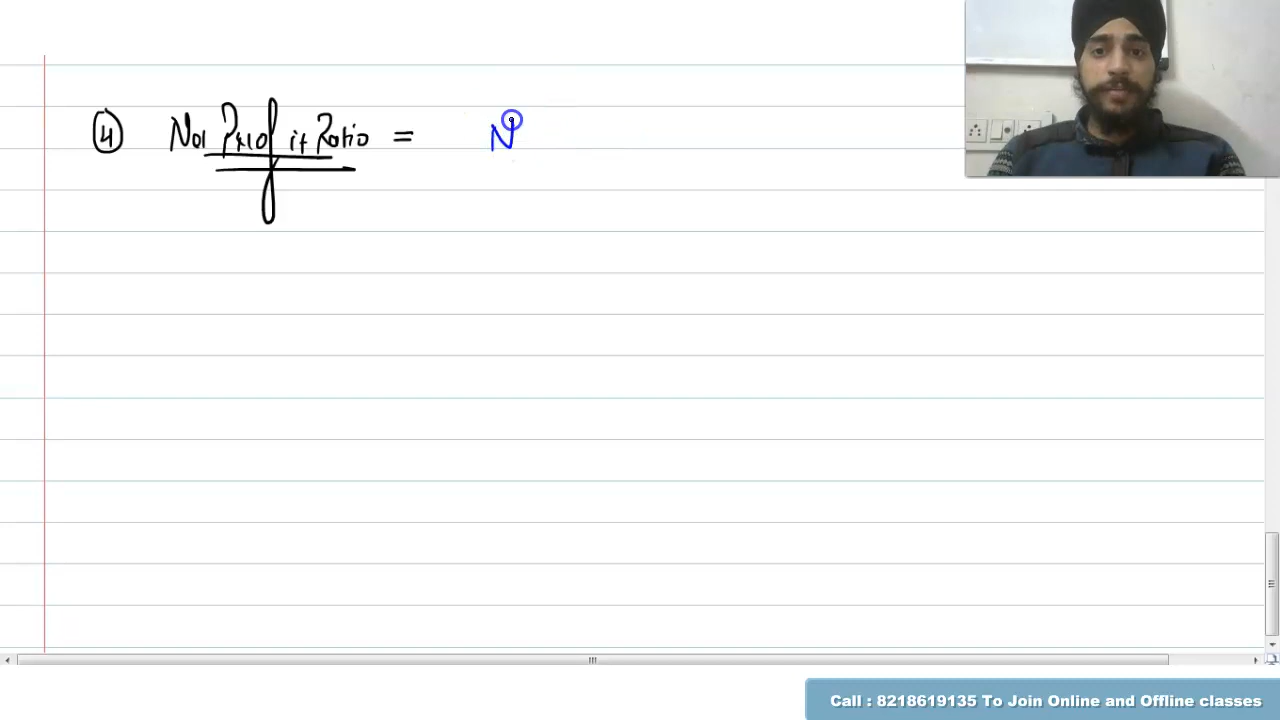 ④ Net Profit Ratio = N
Call : 8218619135 To Join Online and Offline classes